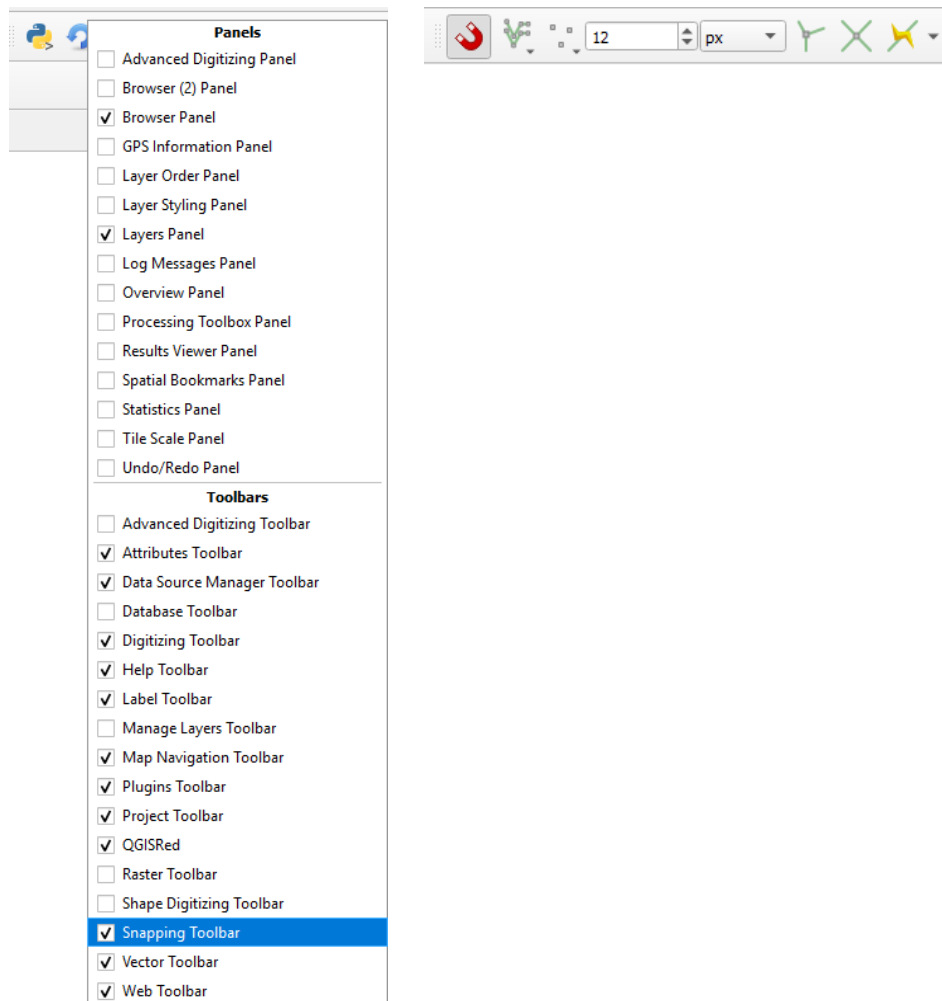 Panels
Advanced Digitizing Panel
Browser (2) Panel
Browser Panel
GPS Information Panel
Layer Order Panel
Layer Styling Panel
Layers Panel
Log Messages Panel
Overview Panel
Processing Toolbox Panel
Results Viewer Panel
Spatial Bookmarks Panel
Statistics Panel
Tile Scale Panel
Undo/Redo Panel
Toolbars
Advanced Digitizing Toolbar
Attributes Toolbar
Data Source Manager Toolbar
Database Toolbar
Digitizing Toolbar
Help Toolbar
Label Toolbar
Manage Layers Toolbar
Map Navigation Toolbar
Plugins Toolbar
Project Toolbar
QGISRed
Raster Toolbar
Shape Digitizing Toolbar
Snapping Toolbar
Vector Toolbar
Web Toolbar
12 px